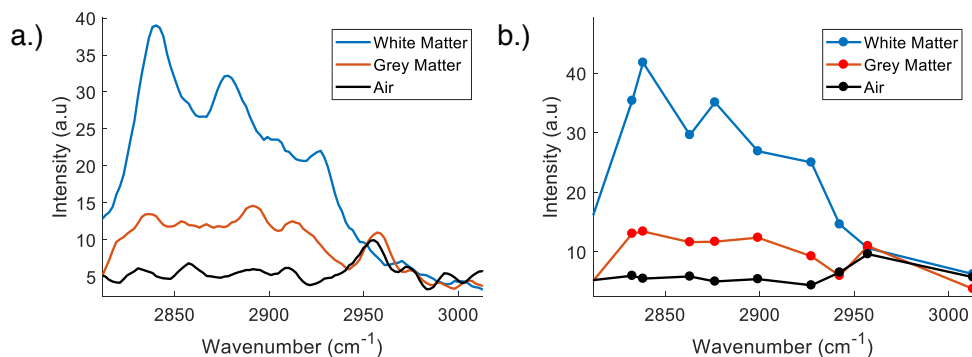 a.)
40
35
30
25
20
15
10
5
Intensity (a.u)
White Matter
Grey Matter
Air
2850
2900
2950
3000
Wavenumber (cm⁻¹)
b.)
40
30
20
10
Intensity (a.u)
White Matter
Grey Matter
Air
2850
2900
2950
3000
Wavenumber (cm⁻¹)